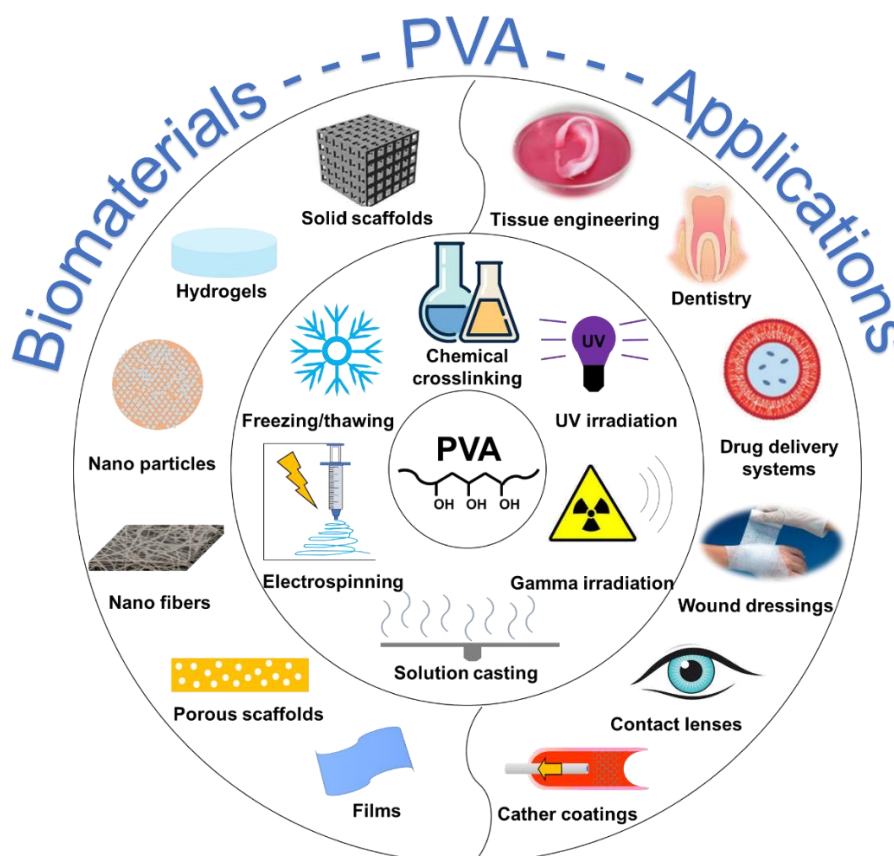 Biomaterials - - - PVA - - - Applications
Solid scaffolds
Tissue engineering
Hydrogels
Dentistry
Chemical
crosslinking
UV
Freezing/thawing
UV irradiation
Nano particles
Drug delivery
systems
PVA
OH OH OH
Electrospinning
Gamma irradiation
Nano fibers
Wound dressings
Solution casting
Porous scaffolds
Contact lenses
Films
Cather coatings